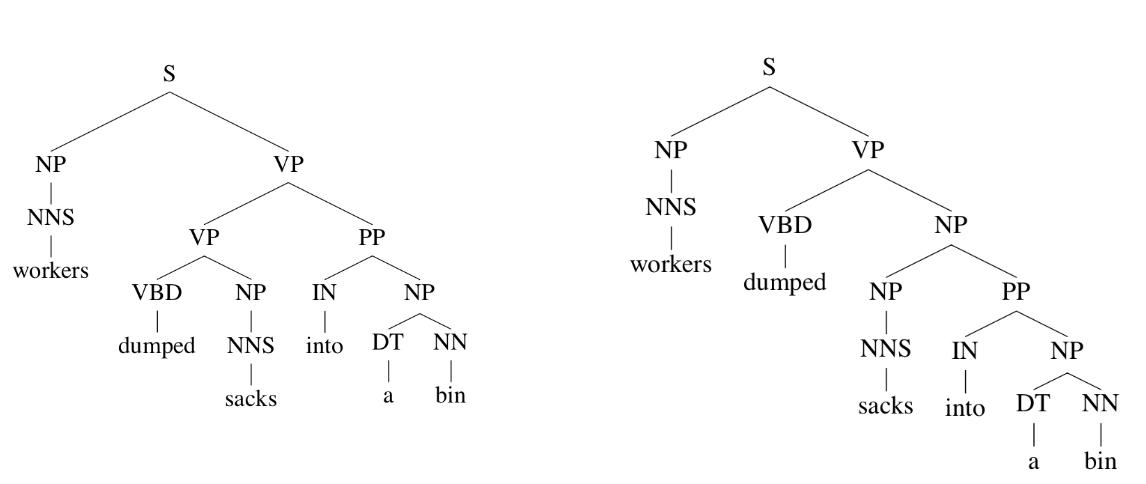 S
NP VP
NNS VP PP
workers VBD NP IN NP
dumped NNS into DT NN
sacks a bin
S
NP VP
NNS VBD NP
workers dumped NP PP
NNS IN NP
sacks into DT NN
a bin